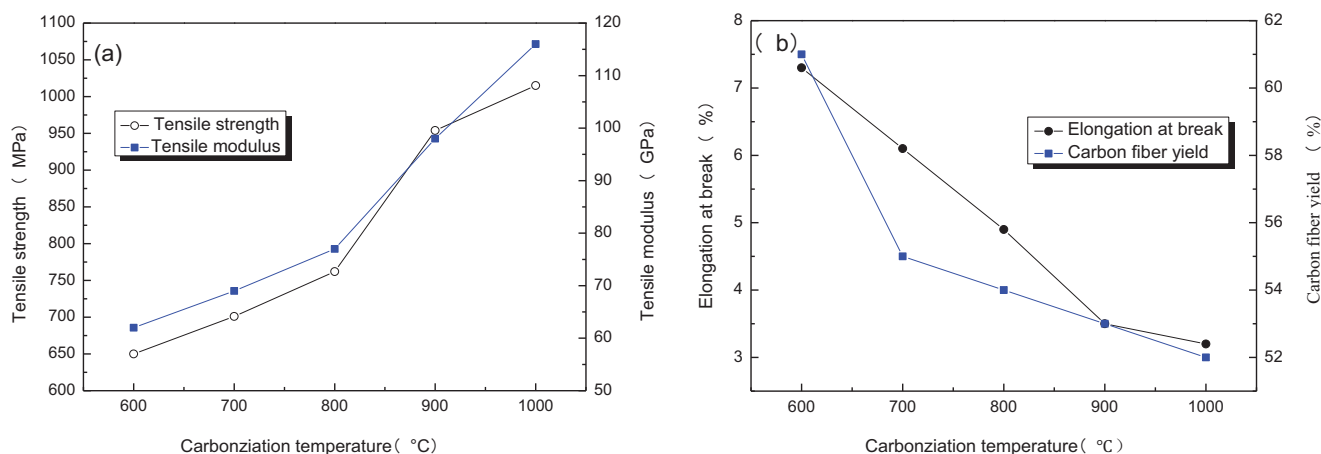 (a)
Tensile strength
Tensile modulus
Tensile strength ( MPa)
1100
1050
1000
950
900
850
800
750
700
650
600
Tensile modulus ( GPa)
120
110
100
90
80
70
60
50
600 700 800 900 1000
Carbonziation temperature( °C)
( b)
Elongation at break
Carbon fiber yield
Elongation at break ( %)
8%
7
6
5
4
3
Carbon fiber yield ( %)
62
60
58
56
54
52
600 700 800 900 1000
Carbonziation temperature( ℃)